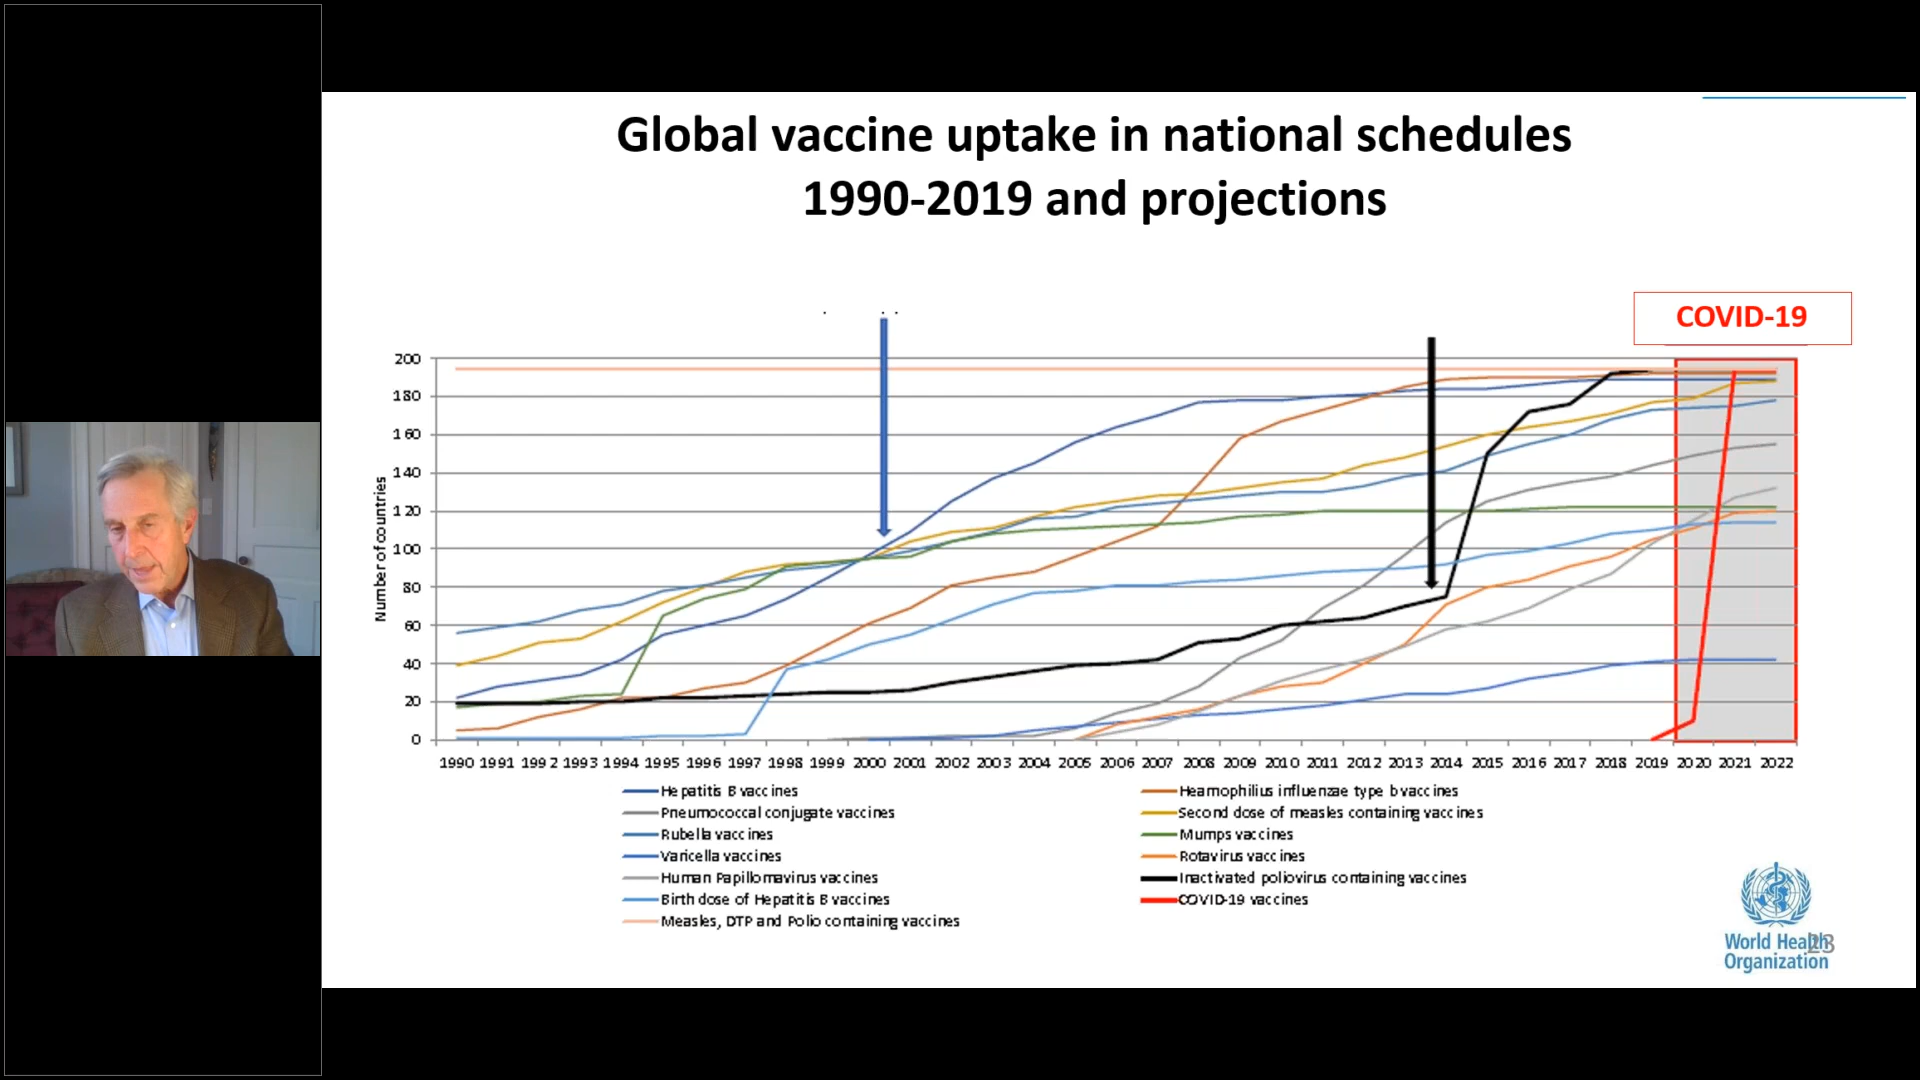 Global vaccine uptake in national schedules
1990-2019 and projections
COVID-19
Number of countries
200
180
160
140
120
100
80
60
40
20
0
1990 1991 1992 1993 1994 1995 1996 1997 1998 1999 2000 2001 2002 2003 2004 2005 2006 2007 2008 2009 2010 2011 2012 2013 2014 2015 2016 2017 2018 2019 2020 2021 2022
Hepatitis B vaccines
Heamophilius influenzae type b vaccines
Pneumococcal conjugate vaccines
Second dose of measles containing vaccines
Rubella vaccines
Mumps vaccines
Varicella vaccines
Rotavirus vaccines
Human Papillomavirus vaccines
Inactivated poliovirus containing vaccines
Birth dose of Hepatitis B vaccines
COVID-19 vaccines
Measles, DTP and Polio containing vaccines
World Health
Organization
23